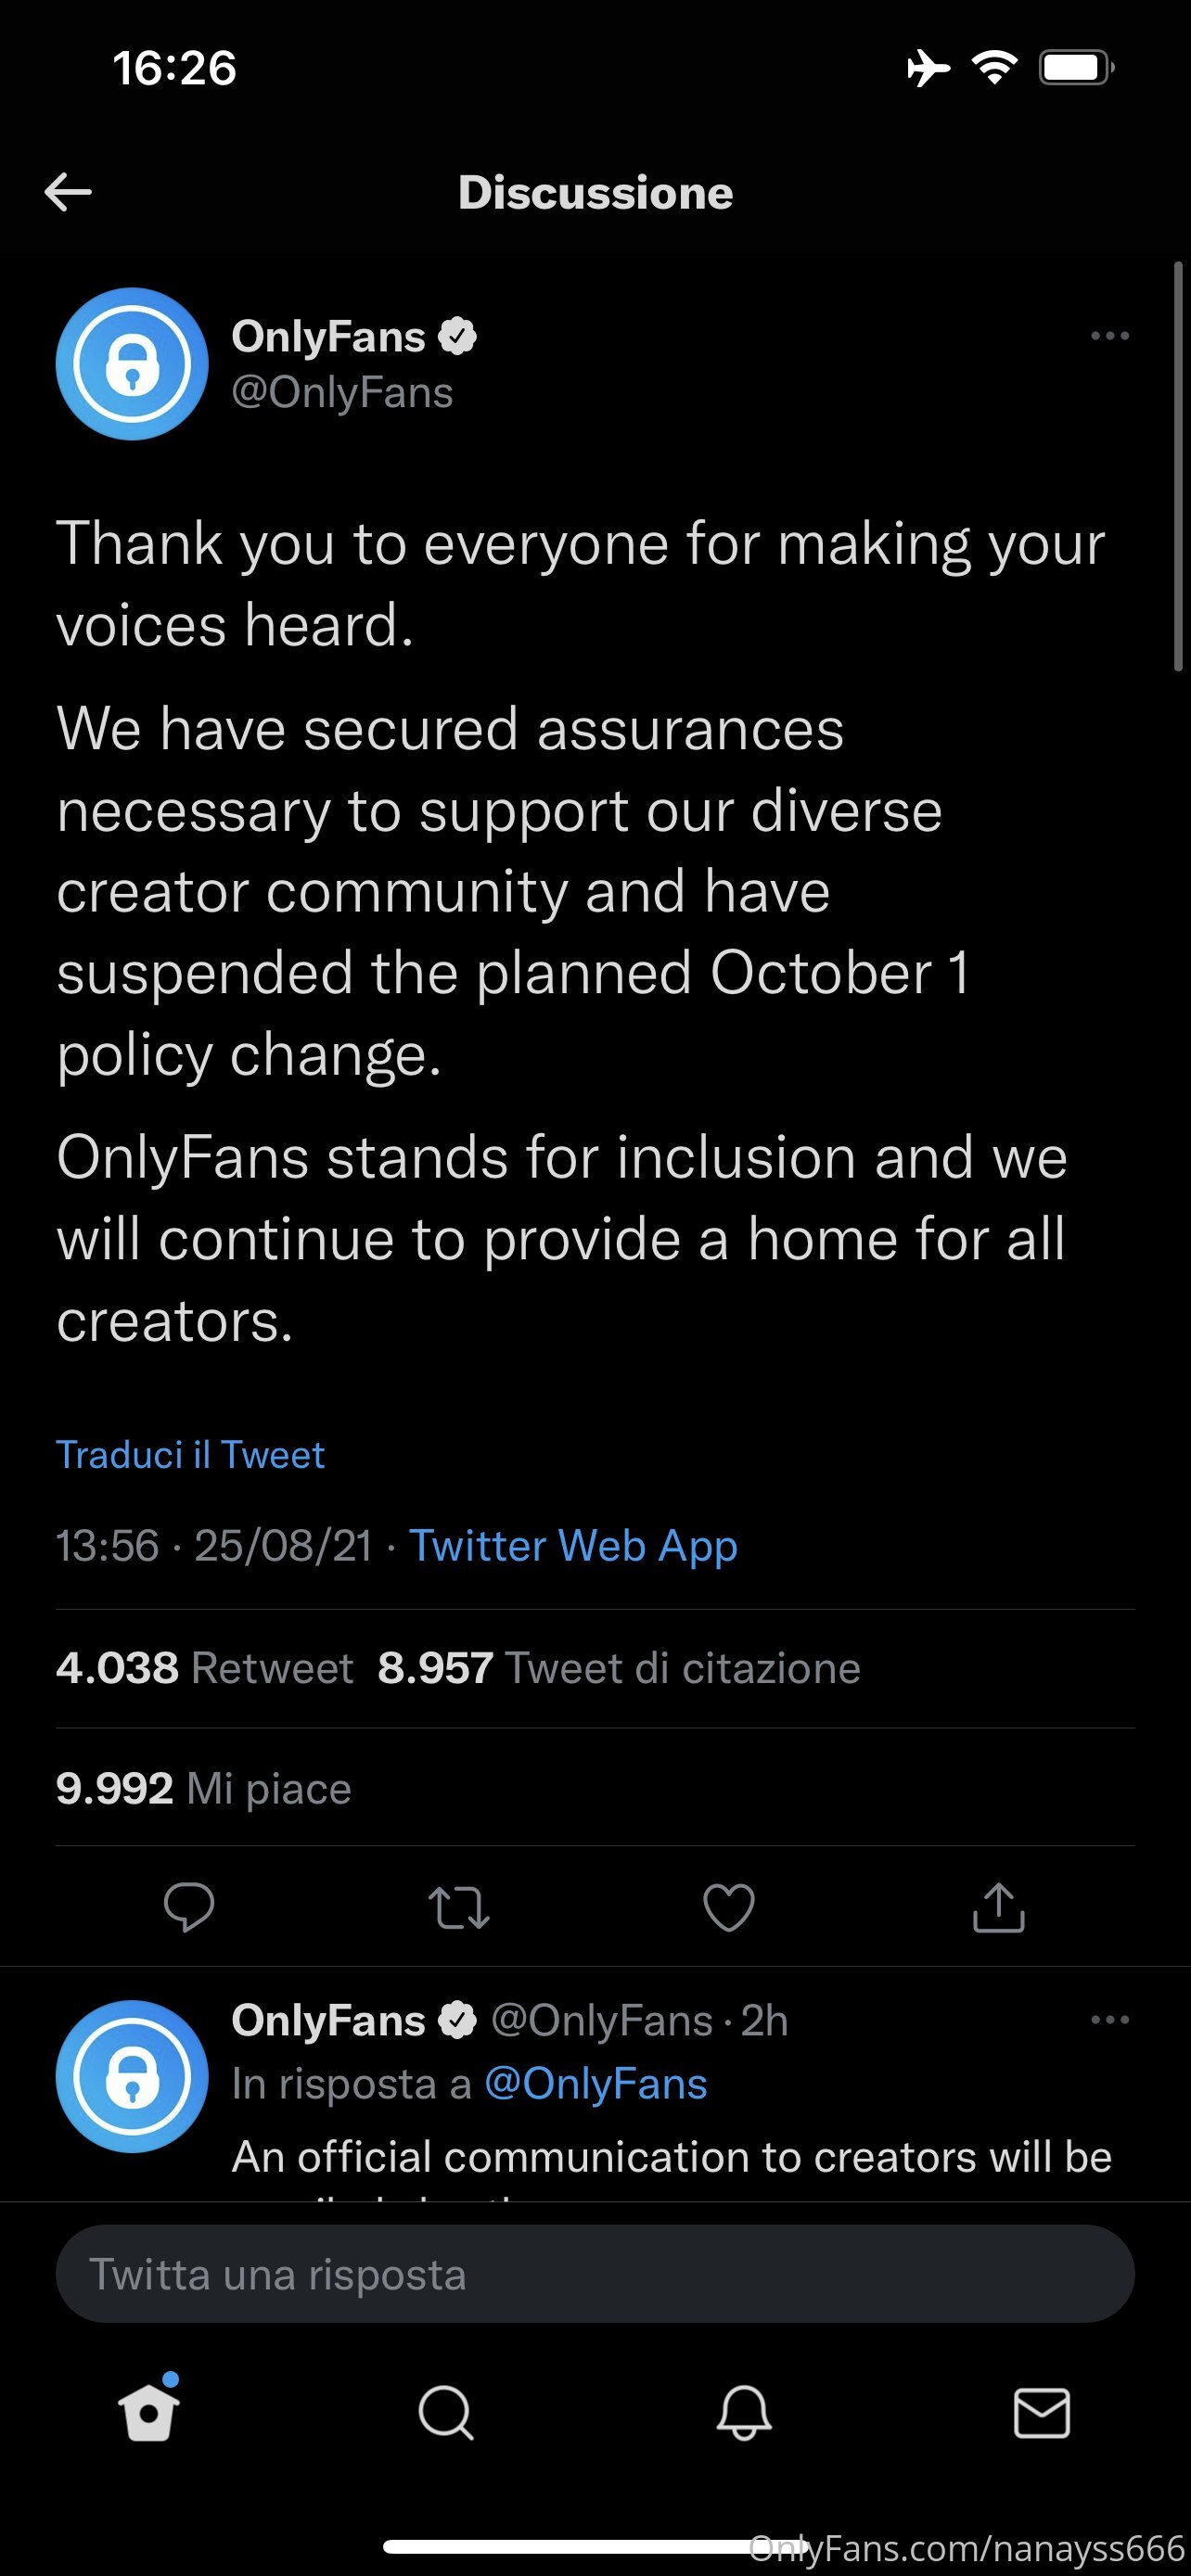 16:26
Discussione
OnlyFans
@OnlyFans
Thank you to everyone for making your
voices heard.
We have secured assurances
necessary to support our diverse
creator community and have
suspended the planned October 1
policy change.
OnlyFans stands for inclusion and we
will continue to provide a home for all
creators.
Traduci il Tweet
13:56 · 25/08/21 · Twitter Web App
4.038 Retweet 8.957 Tweet di citazione
9.992 Mi piace
OnlyFans @OnlyFans · 2h
In risposta a @OnlyFans
An official communication to creators will be
Twitta una risposta
OnlyFans.com/nanayss666